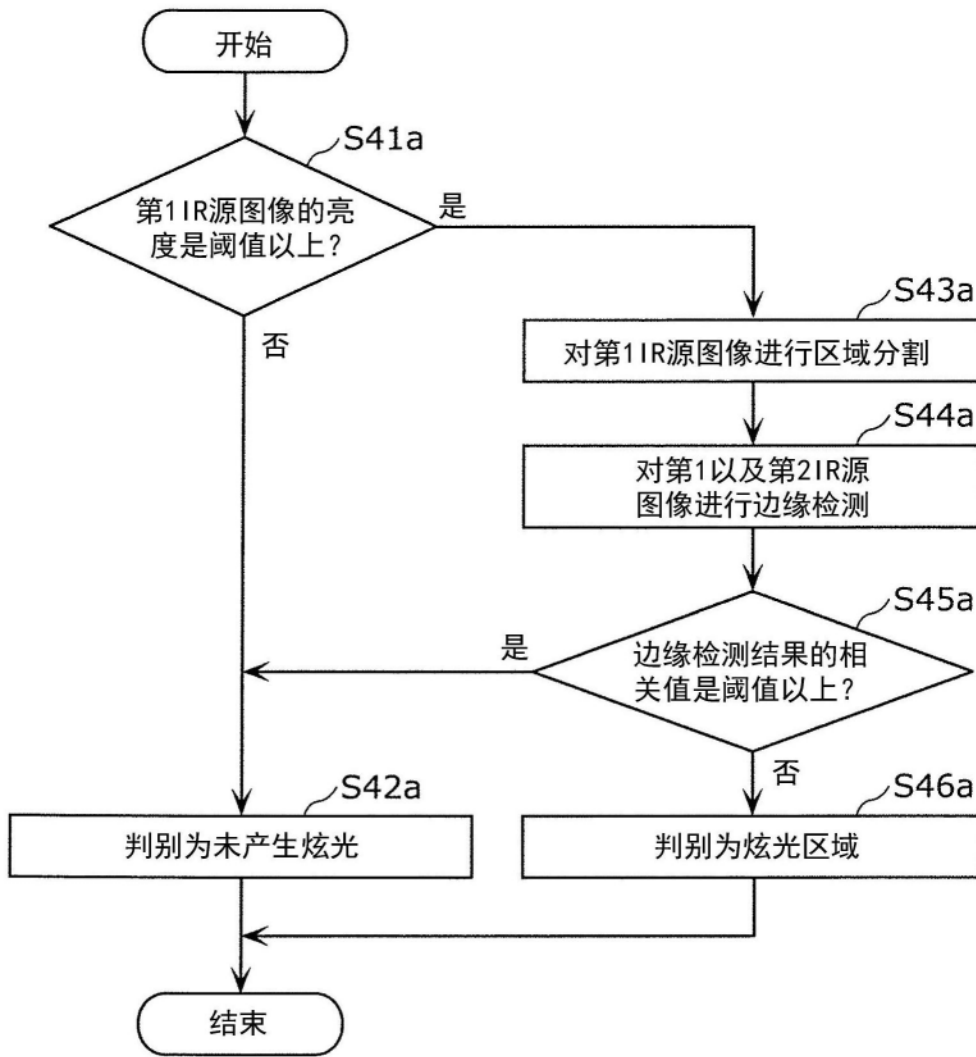 开始
S41a
第1IR源图像的亮
度是阈值以上?
是
否
S43a
对第1IR源图像进行区域分割
S44a
对第1以及第2IR源
图像进行边缘检测
S45a
边缘检测结果的相
关值是阈值以上?
是
否
S42a
判别为未产生炫光
S46a
判别为炫光区域
结束